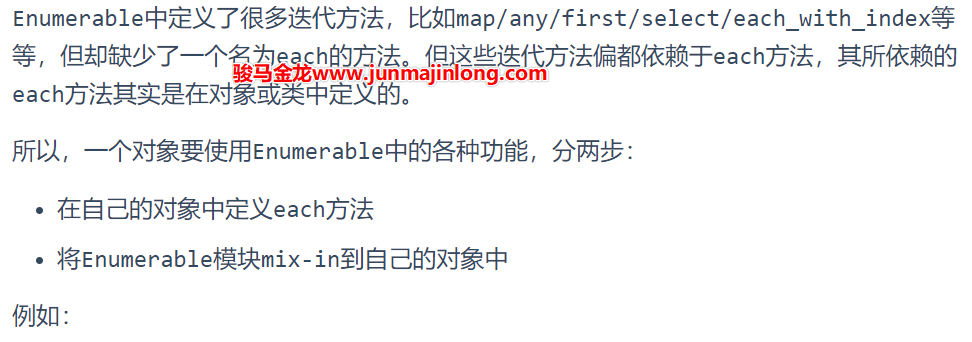 Enumerable中定义了很多迭代方法，比如map/any/first/select/each_with_index等
等，但却缺少了一个名为each的方法。但这些迭代方法偏都依赖于each方法，其所依赖的
骏马金龙www.junmajinlong.com
each方法其实是在对象或类中定义的。
所以，一个对象要使用Enumerable中的各种功能，分两步：
• 在自己的对象中定义each方法
• 将Enumerable模块mix-in到自己的对象中
例如：